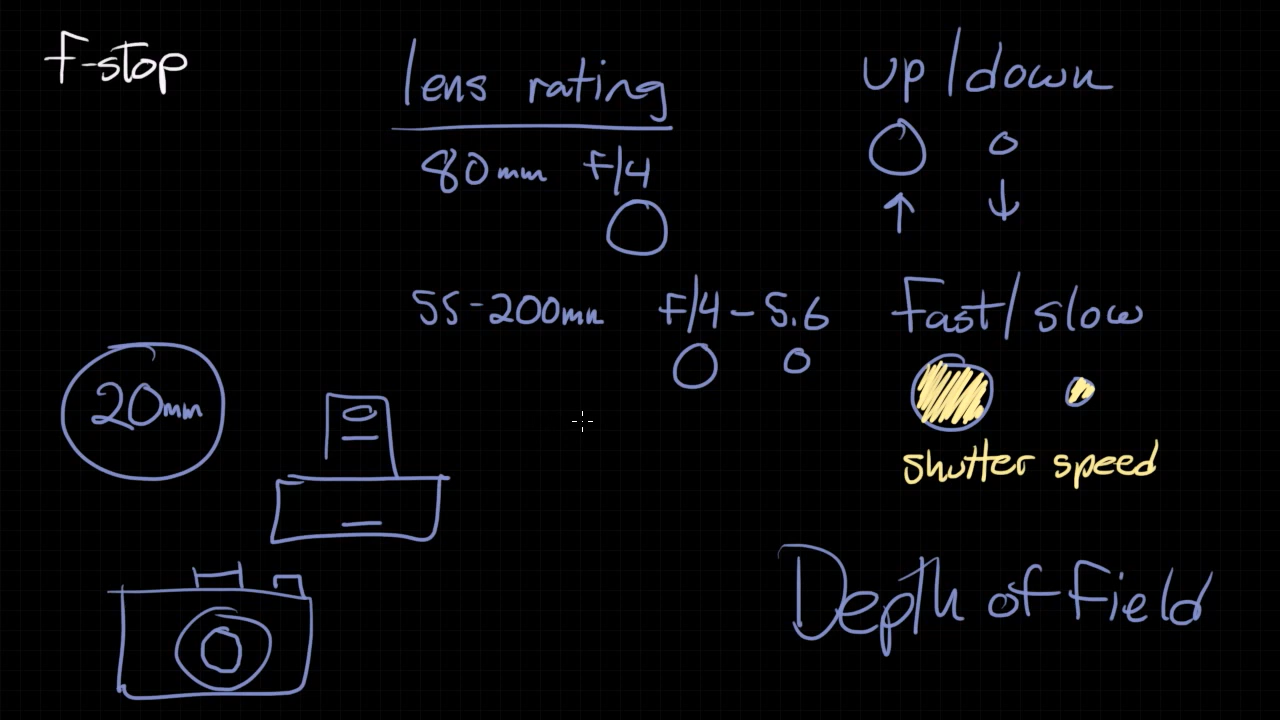 f-stop
lens rating
80mm f/4
55-200mm f/4-5.6
20mm
up/down
Fast/slow
shutter speed
Depth of Field